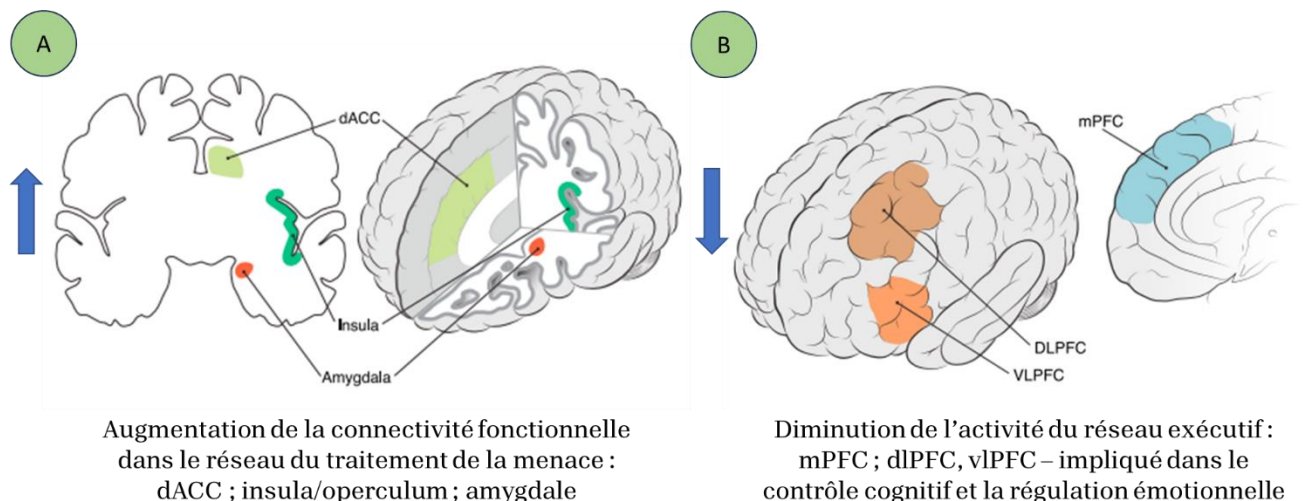 A
B
dACC
mPFC
Insula
Amygdala
DLPFC
VLPFC
Augmentation de la connectivité fonctionnelle
dans le réseau du traitement de la menace :
dACC ; insula/operculum ; amygdale
Diminution de l’activité du réseau exécutif :
mPFC ; dlPFC, vlPFC – impliqué dans le
contrôle cognitif et la régulation émotionnelle